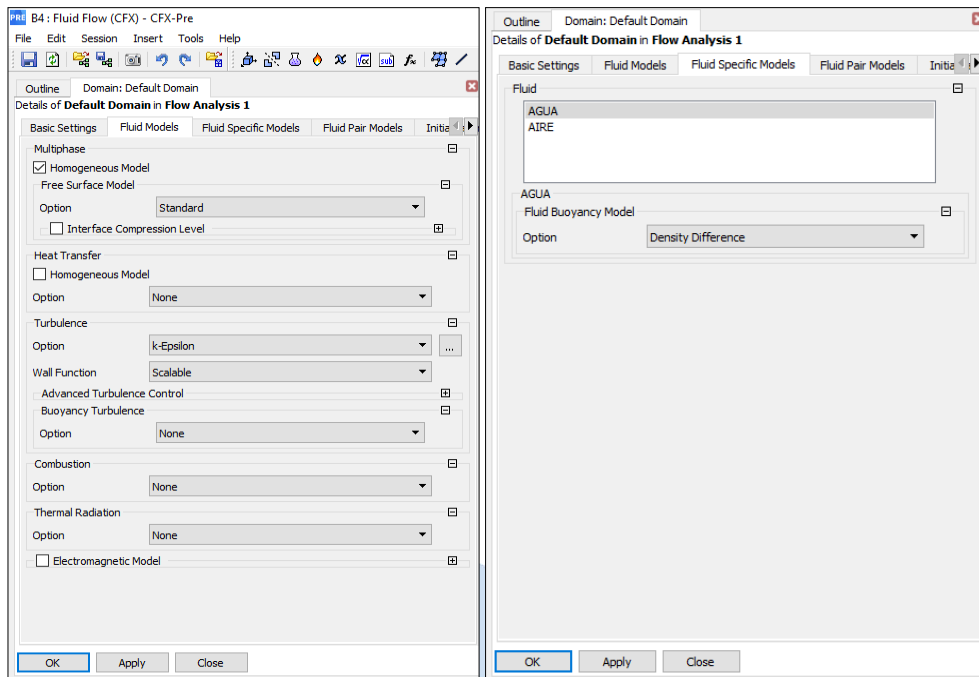 PRE B4 : Fluid Flow (CFX) - CFX-Pre
File Edit Session Insert Tools Help
Outline Domain: Default Domain
Details of Default Domain in Flow Analysis 1
Basic Settings Fluid Models Fluid Specific Models Fluid Pair Models Initia
Multiphase
Homogeneous Model
Free Surface Model
Option Standard
Interface Compression Level
Heat Transfer
Homogeneous Model
Option None
Turbulence
Option k-Epsilon ...
Wall Function Scalable
Advanced Turbulence Control
Buoyancy Turbulence
Option None
Combustion
Option None
Thermal Radiation
Option None
Electromagnetic Model
OK Apply Close
Outline Domain: Default Domain
Details of Default Domain in Flow Analysis 1
Basic Settings Fluid Models Fluid Specific Models Fluid Pair Models Initia
Fluid
AGUA
AIRE
AGUA
Fluid Buoyancy Model
Option Density Difference
OK Apply Close